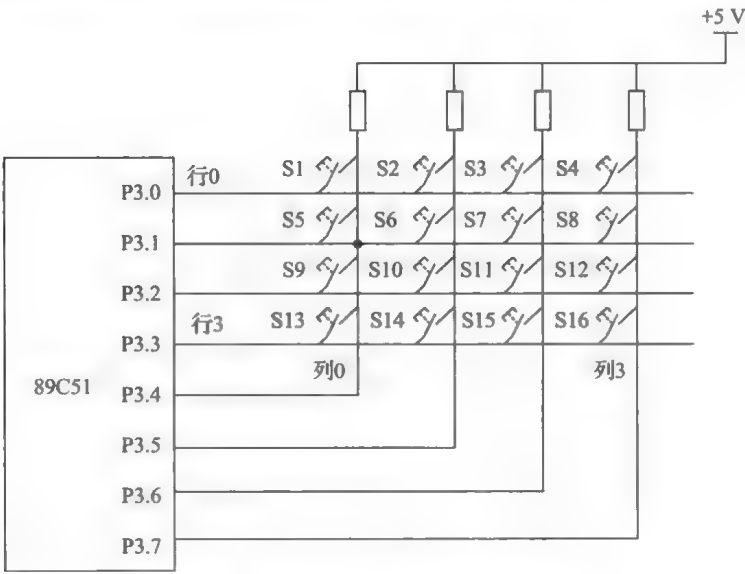 +5 V
行0 S1 S2 S3 S4
P3.0
S5 S6 S7 S8
P3.1
S9 S10 S11 S12
P3.2
行3 S13 S14 S15 S16
P3.3
列0 列3
89C51 P3.4
P3.5
P3.6
P3.7